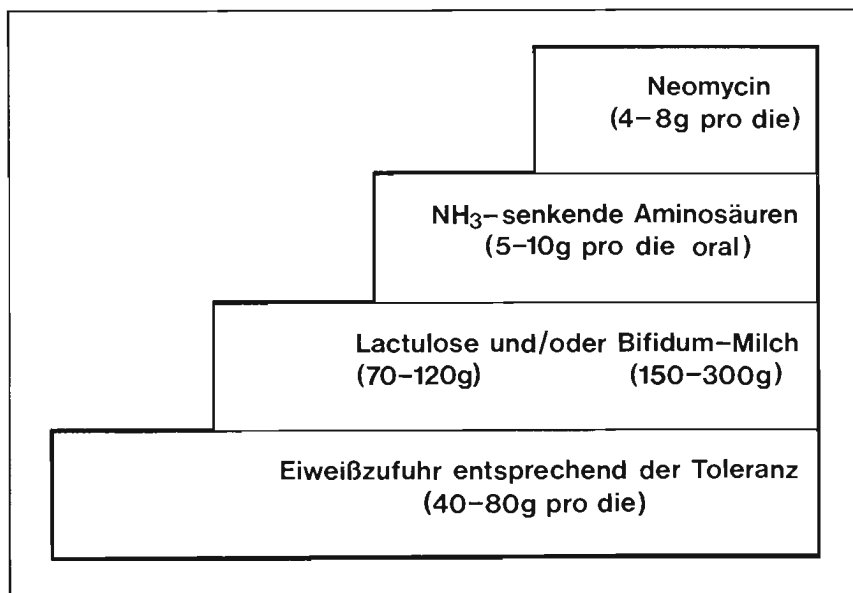 Neomycin
(4–8g pro die)
NH₃–senkende Aminosäuren
(5–10g pro die oral)
Lactulose und/oder Bifidum–Milch
(70–120g) (150–300g)
Eiweißzufuhr entsprechend der Toleranz
(40–80g pro die)